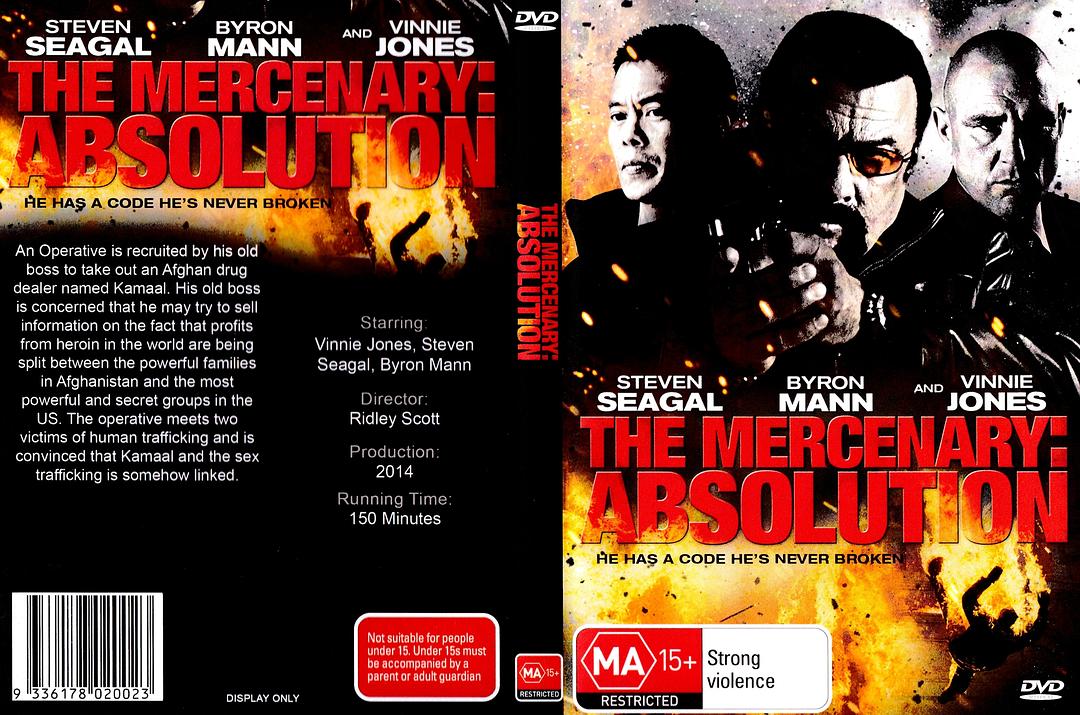 STEVEN SEAGAL
BYRON MANN
AND VINNIE JONES
THE MERCENARY:
ABSOLUTION
HE HAS A CODE HE'S NEVER BROKEN
An Operative is recruited by his old
boss to take out an Afghan drug
dealer named Kamaal. His old boss
is concerned that he may try to sell
information on the fact that profits
from heroin in the world are being
split between the powerful families
in Afghanistan and the most
powerful and secret groups in the
US. The operative meets two
victims of human trafficking and is
convinced that Kamaal and the sex
trafficking is somehow linked.
Starring:
Vinnie Jones, Steven
Seagal, Byron Mann
Director:
Ridley Scott
Production:
2014
Running Time:
150 Minutes
9 336178 020023
DISPLAY ONLY
Not suitable for people
under 15. Under 15s must
be accompanied by a
parent or adult guardian
DVD
THE MERCENARY:
ABSOLUTION
MA 15+
RESTRICTED
STEVEN SEAGAL
BYRON MANN
AND VINNIE JONES
THE MERCENARY:
ABSOLUTION
HE HAS A CODE HE'S NEVER BROKEN
MA 15+
RESTRICTED
Strong
violence
DVD